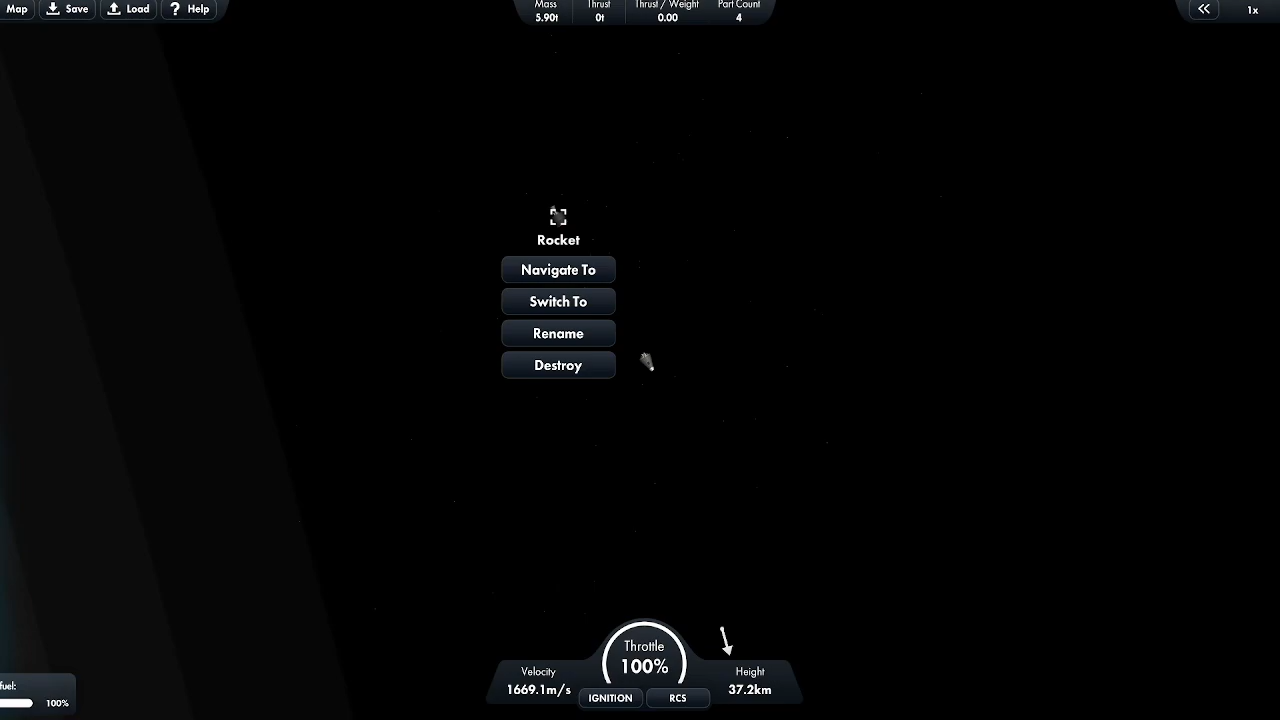 Map Save Load ? Help
Mass Thrust Thrust / Weight Part Count
5.90t 0t 0.00 4
1x
Rocket
Navigate To
Switch To
Rename
Destroy
Throttle
100%
Velocity
1669.1m/s
Height
37.2km
IGNITION RCS
fuel:
100%